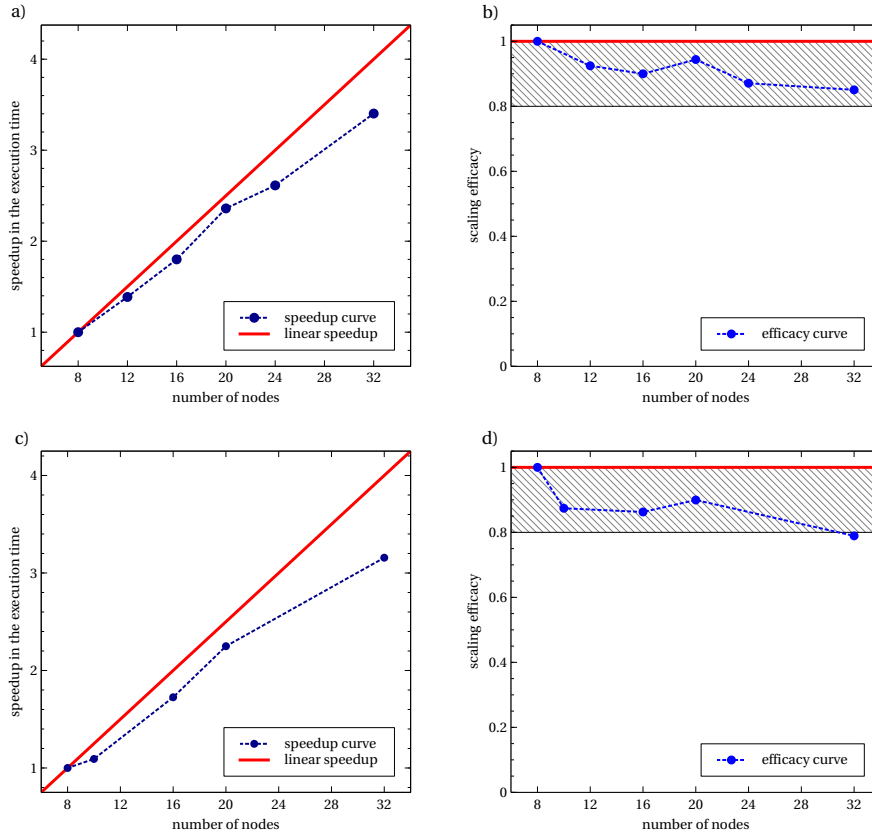 a)
speedup in the execution time
4
3
2
1
8 12 16 20 24 28 32
number of nodes
speedup curve
linear speedup
b)
scaling efficacy
1
0.8
0.6
0.4
0.2
0
8 12 16 20 24 28 32
number of nodes
efficacy curve
c)
speedup in the execution time
4
3
2
1
8 12 16 20 24 28 32
number of nodes
speedup curve
linear speedup
d)
scaling efficacy
1
0.8
0.6
0.4
0.2
0
8 12 16 20 24 28 32
number of nodes
efficacy curve